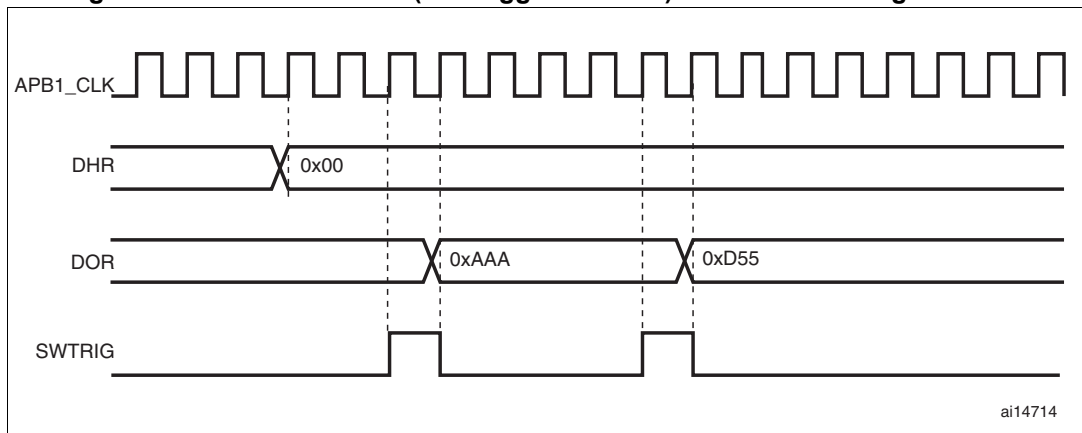 APB1_CLK
DHR
0x00
DOR
0xAAA
0xD55
SWTRIG
ai14714